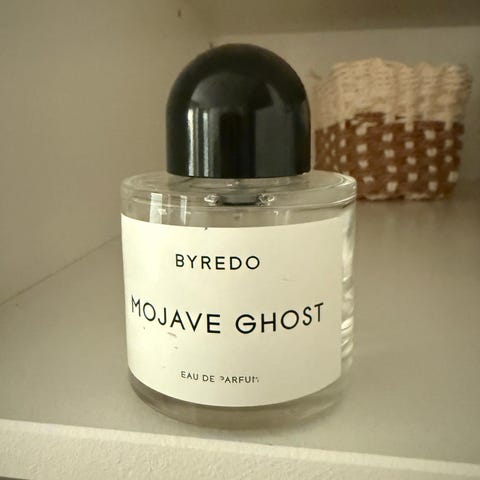 BYREDO
MOJAVE GHOST
EAU DE PARFUM